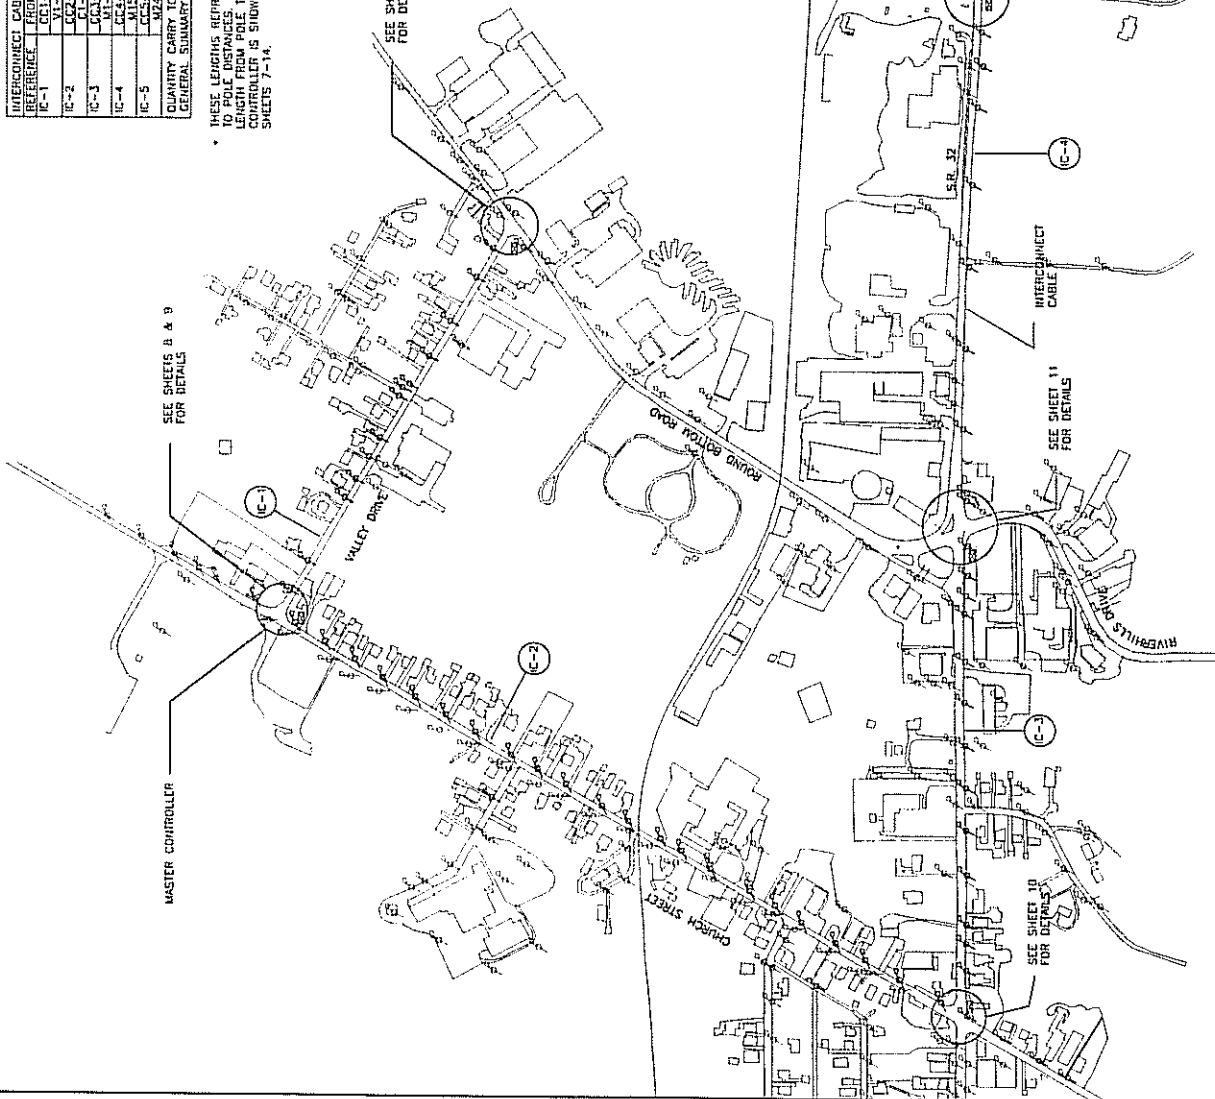 INTERCONNECT
REFERENCE
IC-1
IC-2
IC-3
IC-4
IC-5
QUANTITY CARRY TO
GENERAL SUMMARY
* THESE LENGTHS
TO POLE DISTANCES.
LENGTH FROM POLE
CONTROLLER IS
SHEETS 7-14.
FOR
SEE SHEETS 8 & 9
FOR DETAILS
MASTER CONTROLLER
IC-1
VALLEY DRIVE
IC-2
ROUND BOTTOM ROAD
CHURCH STREET
S.R. 32
IC-4
INTERCONNECT
CABLE
SEE SHEET 11
FOR DETAILS
RIVERHILLS DRIVE
IC-3
SEE SHEET 10
FOR DETAILS